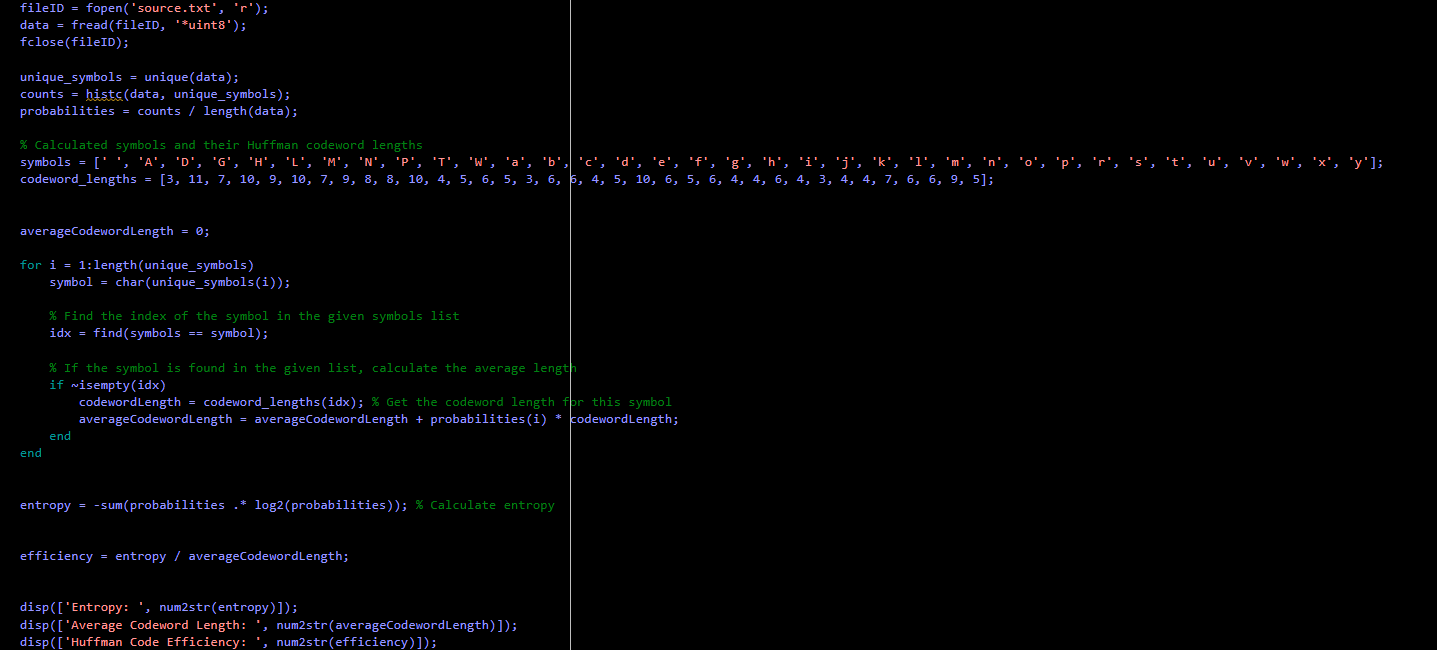 fileID = fopen('source.txt', 'r');
data = fread(fileID, '*uint8');
fclose(fileID);
unique_symbols = unique(data);
counts = histc(data, unique_symbols);
probabilities = counts / length(data);
% Calculated symbols and their Huffman codeword lengths
symbols = [' ', 'A', 'D', 'G', 'H', 'L', 'M', 'N', 'P', 'T', 'W', 'a', 'b', 'c', 'd', 'e', 'f', 'g', 'h', 'i', 'j', 'k', 'l', 'm', 'n', 'o', 'p', 'r', 's', 't', 'u', 'v', 'w', 'x', 'y'];
codeword_lengths = [3, 11, 7, 10, 9, 10, 7, 9, 8, 8, 10, 4, 5, 6, 5, 3, 6, 6, 4, 5, 10, 6, 5, 6, 4, 4, 6, 4, 3, 4, 4, 7, 6, 6, 9, 5];
averageCodewordLength = 0;
for i = 1:length(unique_symbols)
    symbol = char(unique_symbols(i));
    % Find the index of the symbol in the given symbols list
    idx = find(symbols == symbol);
    % If the symbol is found in the given list, calculate the average length
    if ~isempty(idx)
        codewordLength = codeword_lengths(idx); % Get the codeword length for this symbol
        averageCodewordLength = averageCodewordLength + probabilities(i) * codewordLength;
    end
end
entropy = -sum(probabilities .* log2(probabilities)); % Calculate entropy
efficiency = entropy / averageCodewordLength;
disp(['Entropy: ', num2str(entropy)]);
disp(['Average Codeword Length: ', num2str(averageCodewordLength)]);
disp(['Huffman Code Efficiency: ', num2str(efficiency)]);